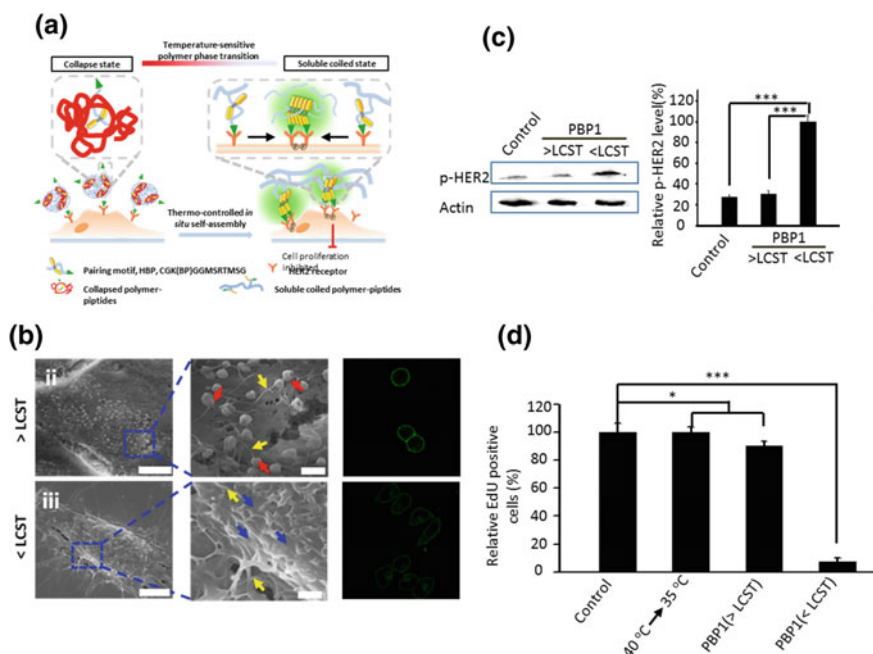 (a)
Temperature-sensitive
polymer phase transition
Collapse state
Soluble coiled state
Thermo-controlled in
situ self-assembly
Cell proliferation
inhibited
Pairing motif, HBP, CGK(BP)GGMSRTMSG
HER2 receptor
Collapsed polymer-
piptides
Soluble coiled polymer-piptides
(b)
> LCST
ii
< LCST
iii
(c)
Control
PBP1
>LCST
<LCST
p-HER2
Actin
Relative p-HER2 level(%)
120
100
80
60
40
20
0
***
***
Control
PBP1
>LCST <LCST
(d)
Relative EdU positive
cells (%)
120
100
80
60
40
20
0
***
*
Control
40 °C → 35 °C
PBP1(> LCST)
PBP1(< LCST)